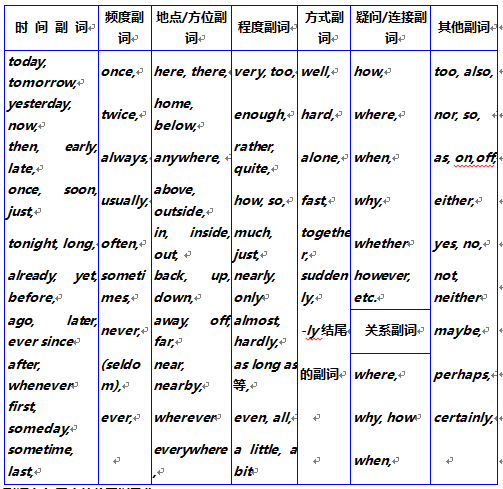 时间副词 频度副词 地点/方位副词 程度副词 方式副词 疑问/连接副词 其他副词
today, tomorrow, once, here, there, very, too, well, how, too, also,
yesterday, now, twice, home, below, enough, hard, where, nor, so,
then, early, late, always, anywhere, rather, quite, alone, when, as, on,off,
once, soon, just, usually, above, outside, how, so, fast, why, either,
tonight, long, often, in, inside, out, much, just, together, whether yes, no,
already, yet, before, sometimes, back, up, down, nearly, only suddenly, however, etc. not, neither
ago, later, ever since never, away, off, far, almost, hardly, -ly结尾 关系副词 maybe,
after, whenever (seldom), near, nearby, as long as等, 的副词 where, perhaps,
first, someday, ever, wherever even, all, why, how certainly,
sometime, last, everywhere, a little, a bit when,